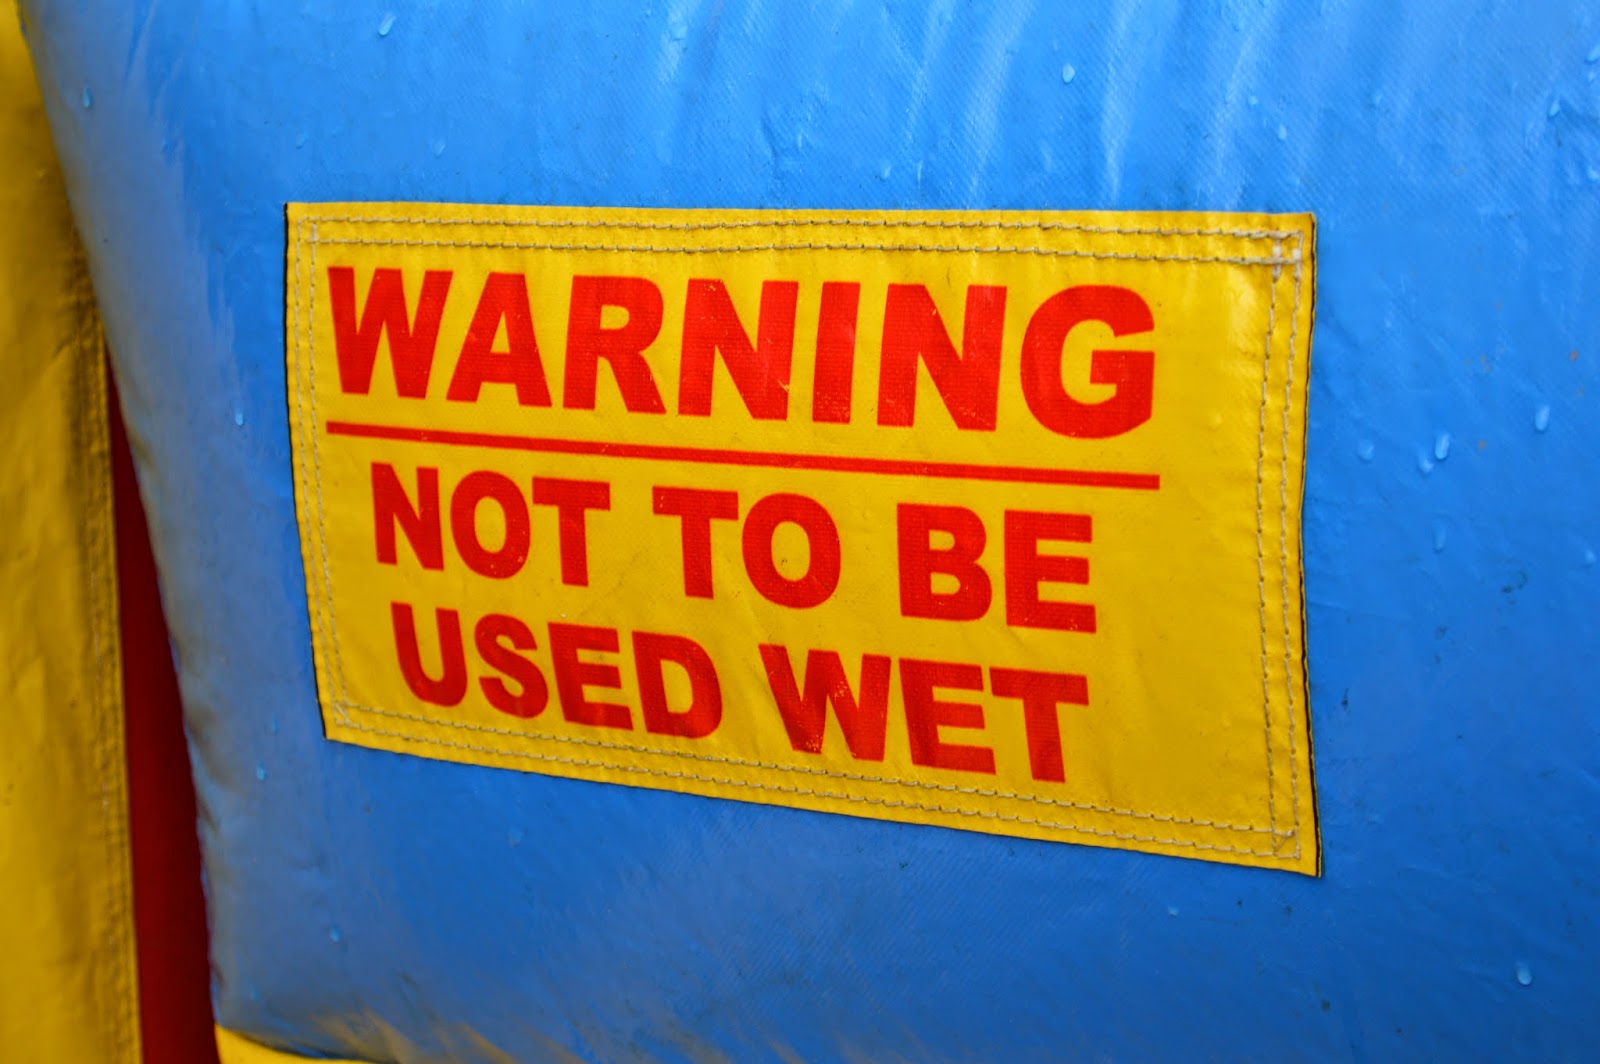 WARNING
NOT TO BE
USED WET